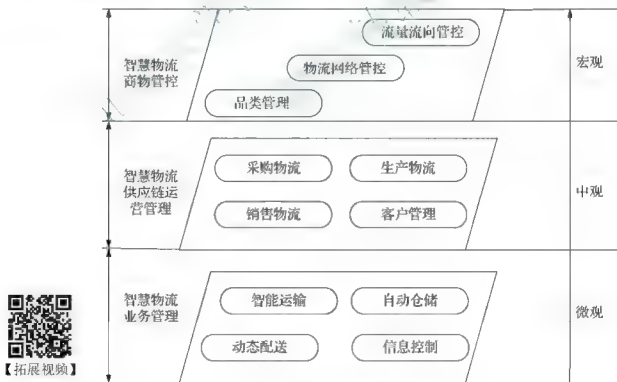 流量流向管控
智慧物流
商物管控
物流网络管控
宏观
品类管理
采购物流
生产物流
智慧物流
供应链运
营管理
中观
销售物流
客户管理
智慧物流
业务管理
智能运输
自动仓储
微观
动态配送
信息控制
【拓展视频】